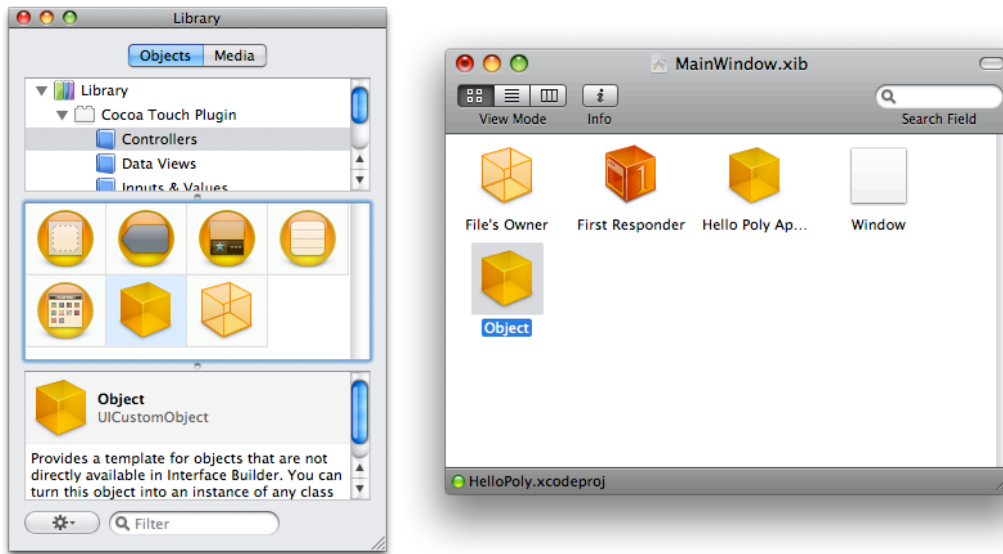 Library
Objects Media
Library
Cocoa Touch Plugin
Controllers
Data Views
Inputs & Values
Object
UICustomObject
Provides a template for objects that are not
directly available in Interface Builder. You can
turn this object into an instance of any class
Filter
MainWindow.xib
View Mode Info Search Field
File's Owner First Responder Hello Poly Ap... Window
Object
HelloPoly.xcodeproj